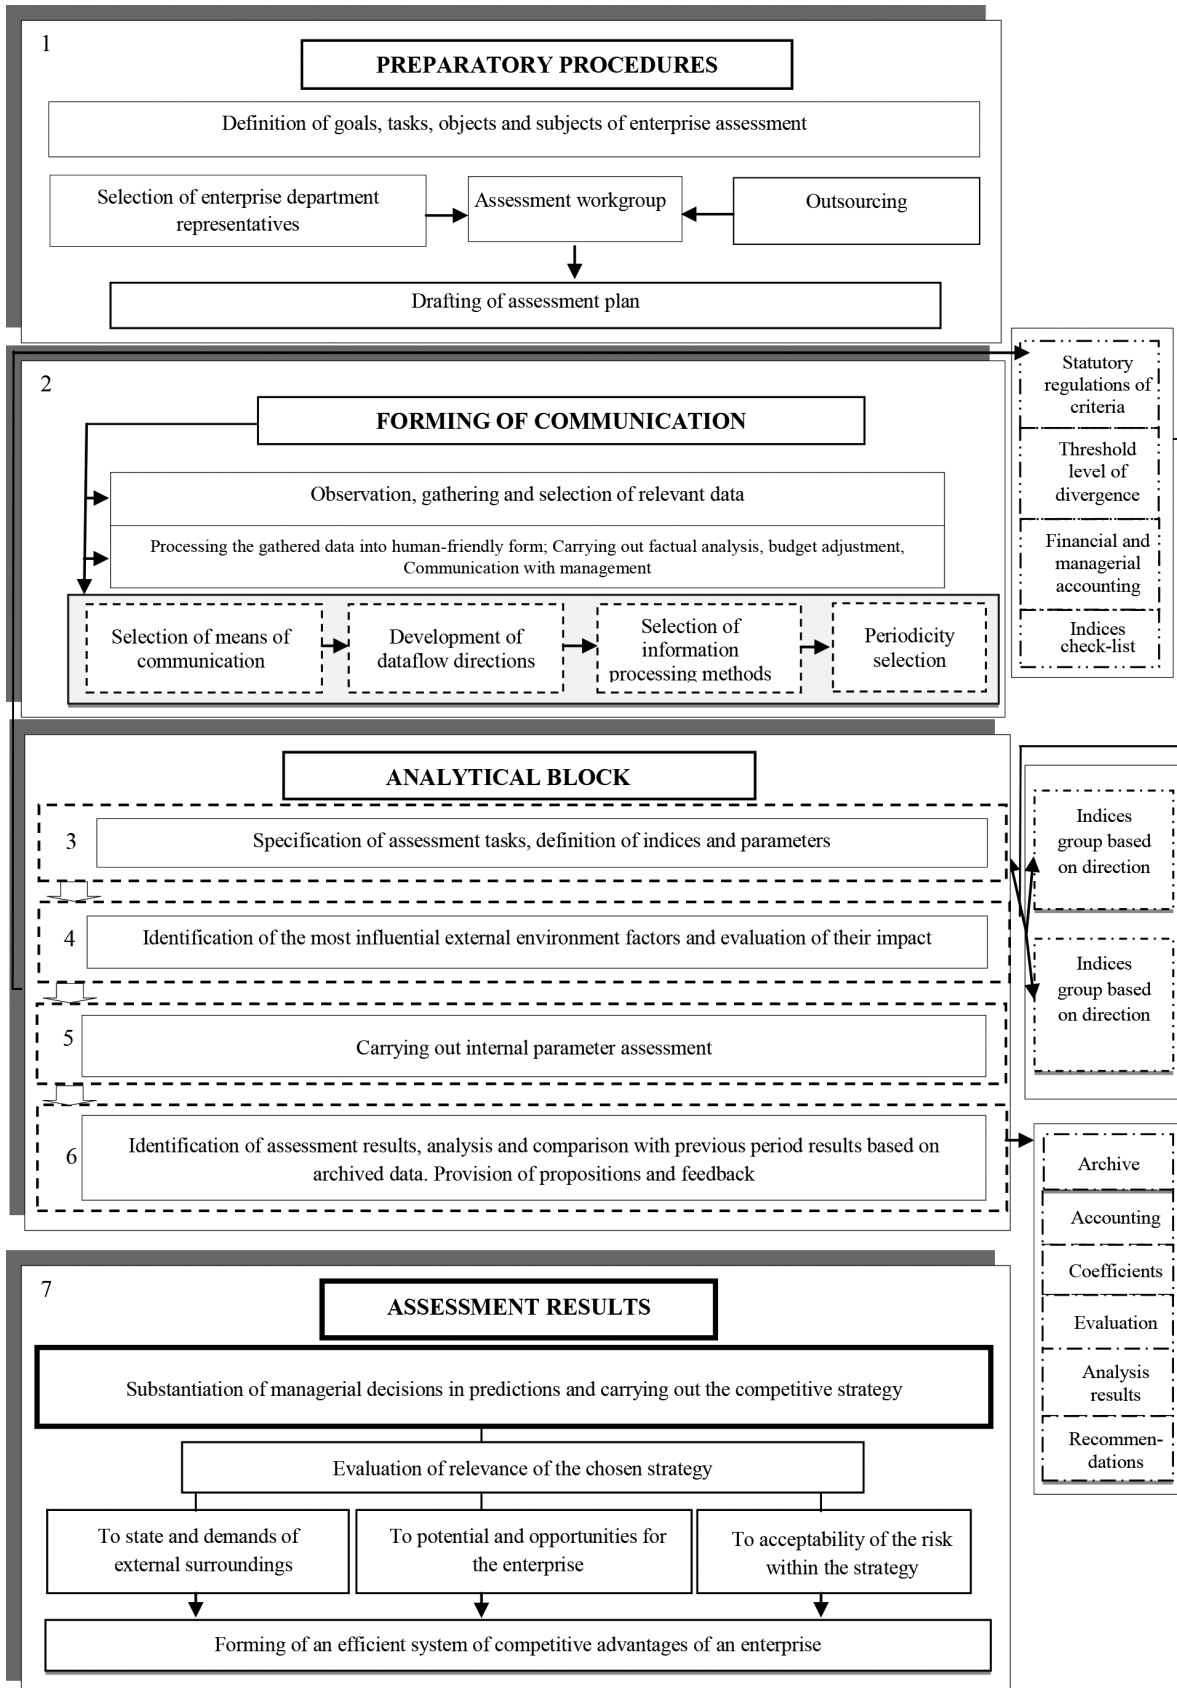 1
PREPARATORY PROCEDURES
Definition of goals, tasks, objects and subjects of enterprise assessment
Selection of enterprise department
representatives
Assessment workgroup
Outsourcing
Drafting of assessment plan
2
FORMING OF COMMUNICATION
Observation, gathering and selection of relevant data
Processing the gathered data into human-friendly form; Carrying out factual analysis, budget adjustment,
Communication with management
Selection of means of
communication
Development of
dataflow directions
Selection of
information
processing methods
Periodicity
selection
Statutory
regulations of
criteria
Threshold
level of
divergence
Financial and
managerial
accounting
Indices
check-list
ANALYTICAL BLOCK
3
Specification of assessment tasks, definition of indices and parameters
4
Identification of the most influential external environment factors and evaluation of their impact
5
Carrying out internal parameter assessment
6
Identification of assessment results, analysis and comparison with previous period results based on
archived data. Provision of propositions and feedback
Indices
group based
on direction
Indices
group based
on direction
Archive
Accounting
Coefficients
Evaluation
Analysis
results
Recommen-
dations
7
ASSESSMENT RESULTS
Substantiation of managerial decisions in predictions and carrying out the competitive strategy
Evaluation of relevance of the chosen strategy
To state and demands of
external surroundings
To potential and opportunities for
the enterprise
To acceptability of the risk
within the strategy
Forming of an efficient system of competitive advantages of an enterprise